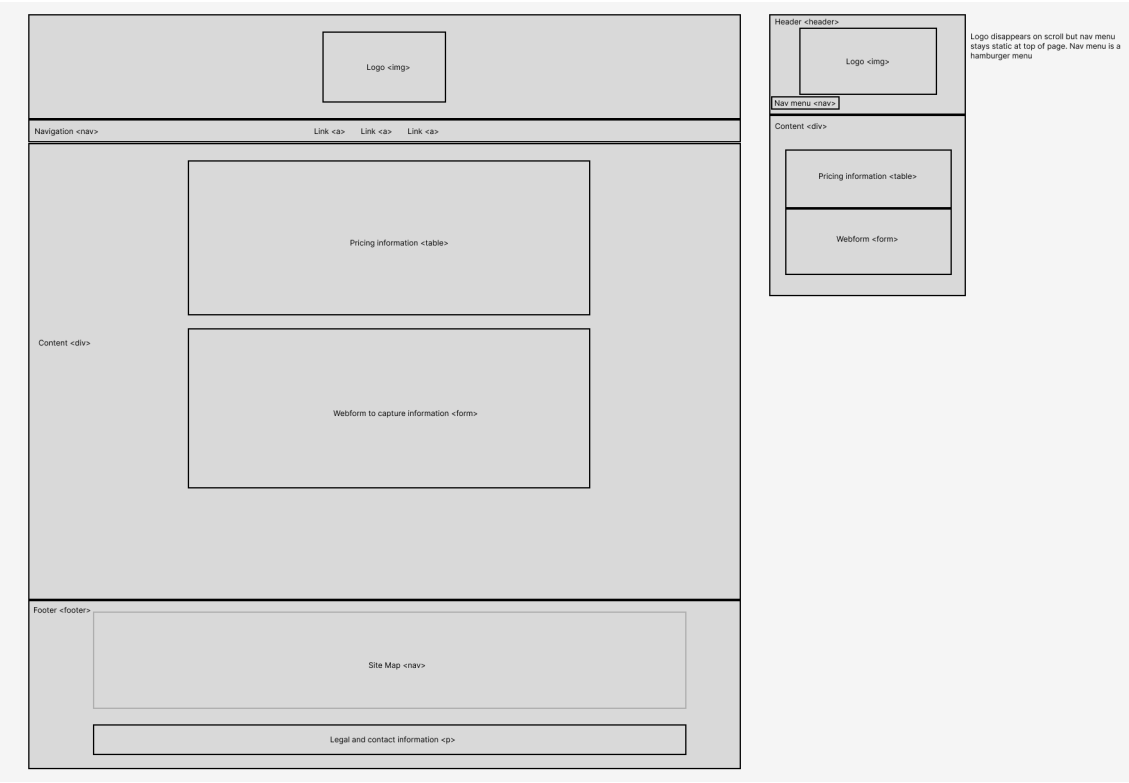 Logo <img>
Navigation <nav>
Link <a>
Link <a>
Link <a>
Pricing information <table>
Content <div>
Webform to capture information <form>
Footer <footer>
Site Map <nav>
Legal and contact information <p>
Header <header>
Logo <img>
Nav menu <nav>
Logo disappears on scroll but nav menu
stays static at top of page. Nav menu is a
hamburger menu
Content <div>
Pricing information <table>
Webform <form>